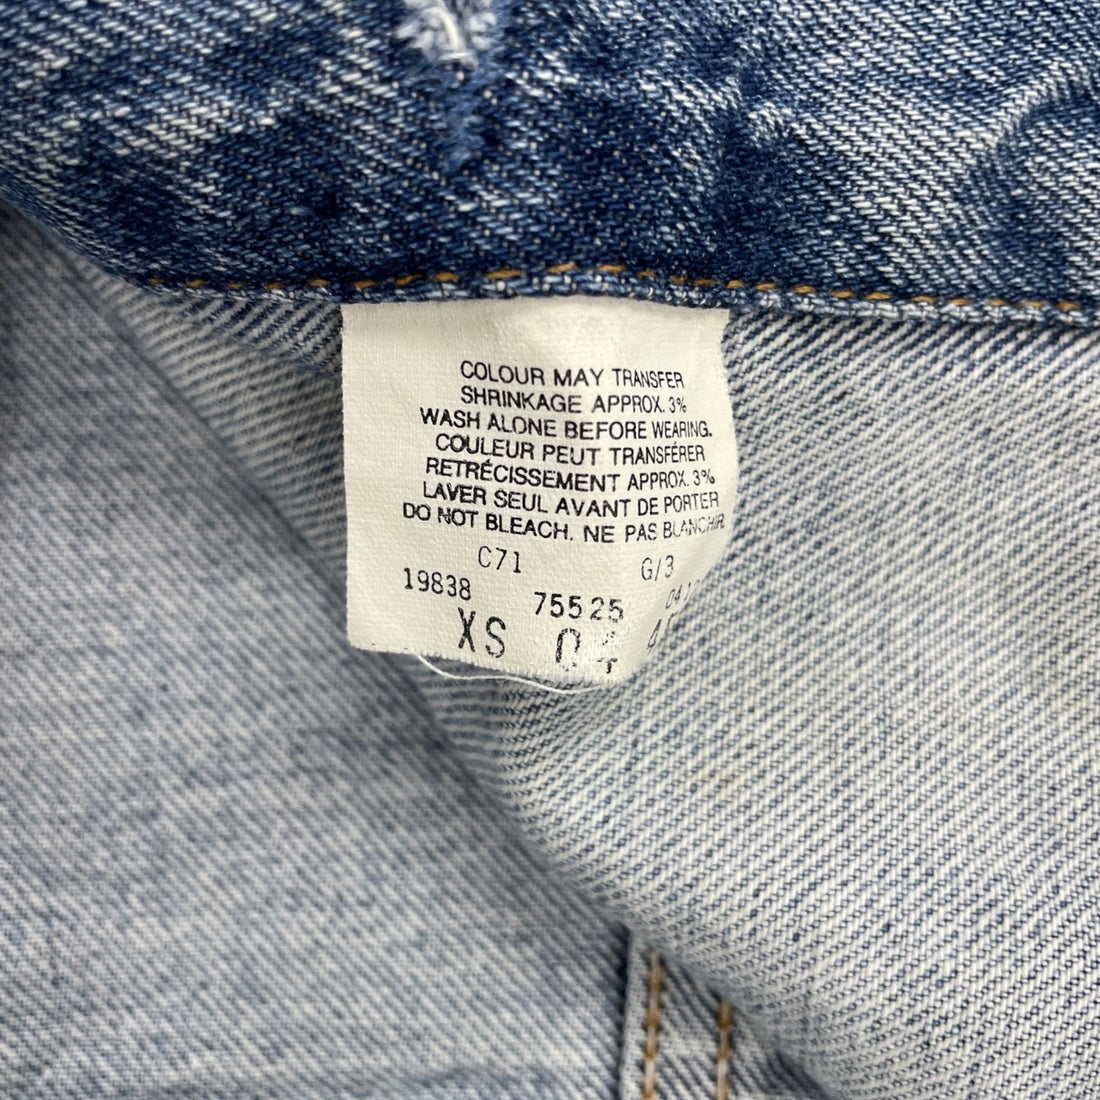 COLOUR MAY TRANSFER
SHRINKAGE APPROX. 3%
WASH ALONE BEFORE WEARING.
COULEUR PEUT TRANSFÉRER
RETRÉCISSEMENT APPROX. 3%
LAVER SEUL AVANT DE PORTER
DO NOT BLEACH. NE PAS BLANCHIR.
C71 G/3
19838 75525
XS